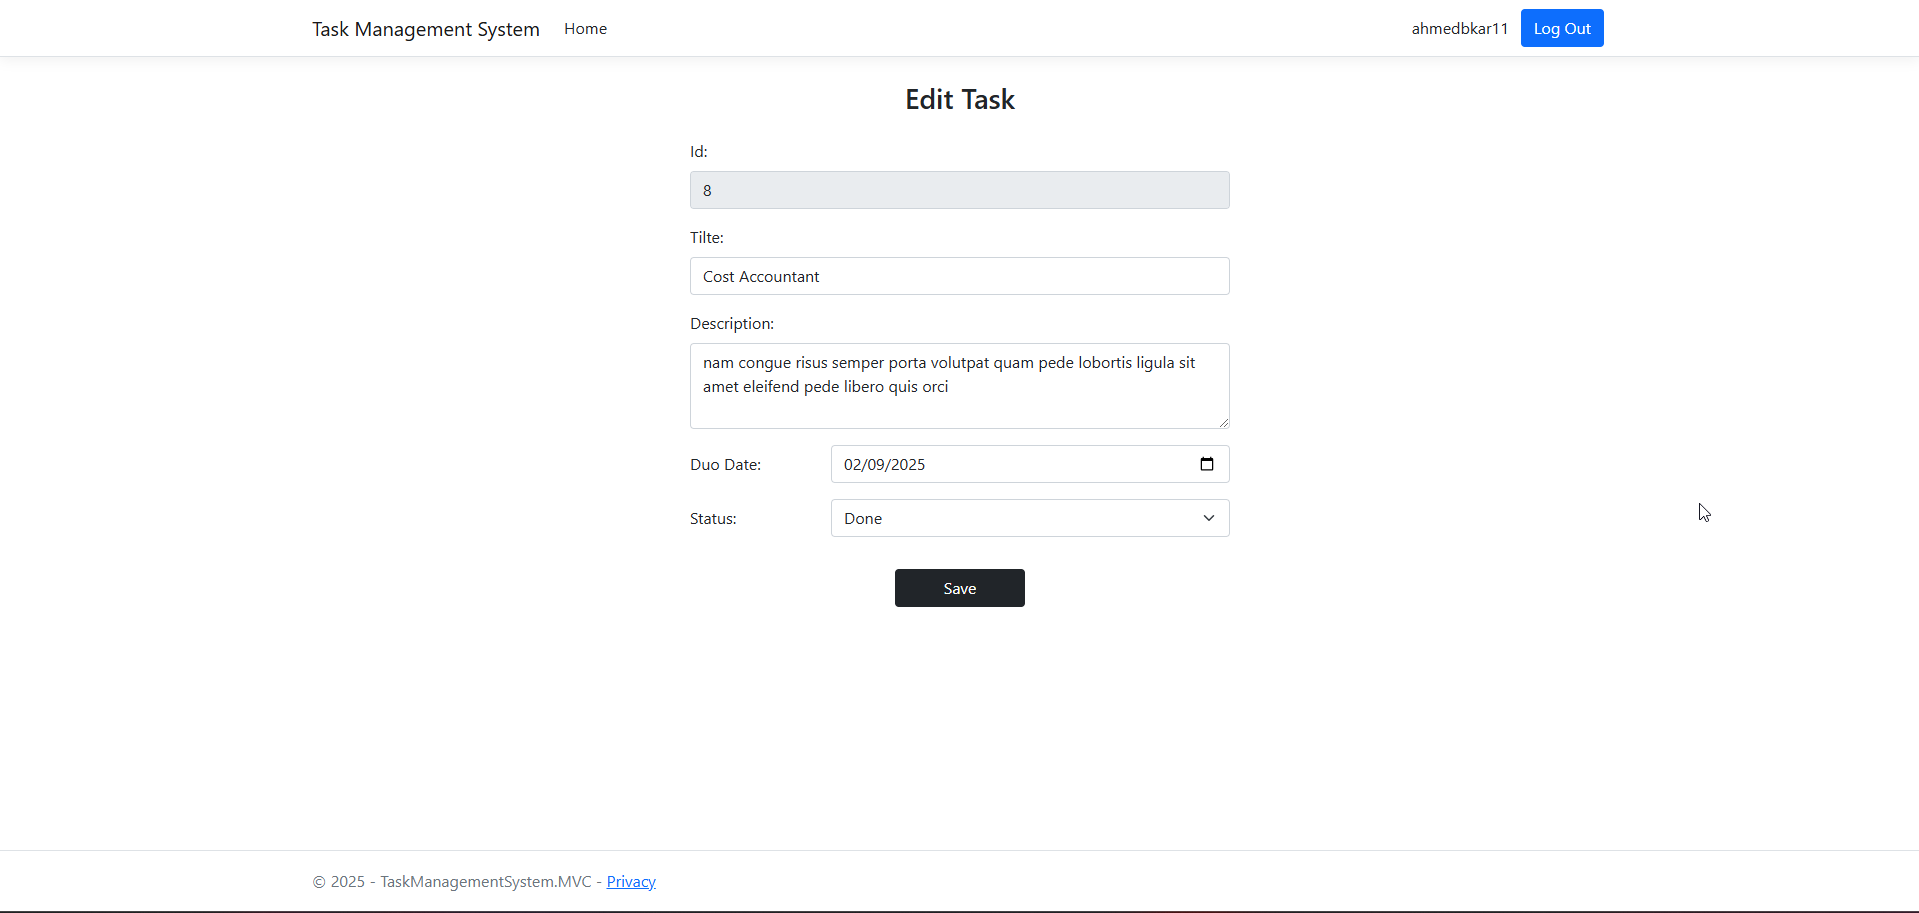 Task Management System Home ahmedbkar11 Log Out
Edit Task
Id:
8
Tilte:
Cost Accountant
Description:
nam congue risus semper porta volutpat quam pede lobortis ligula sit
amet eleifend pede libero quis orci
Duo Date: 02/09/2025
Status: Done
Save
© 2025 - TaskManagementSystem.MVC - Privacy